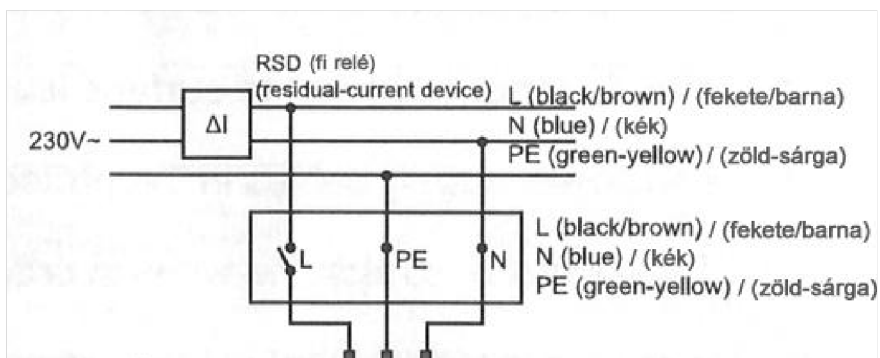 RSD (fi relé)
(residual-current device)
L (black/brown) / (fekete/barna)
ΔI
N (blue) / (kék)
230V~
PE (green-yellow) / (zöld-sárga)
L (black/brown) / (fekete/barna)
L
PE
N
N (blue) / (kék)
PE (green-yellow) / (zöld-sárga)